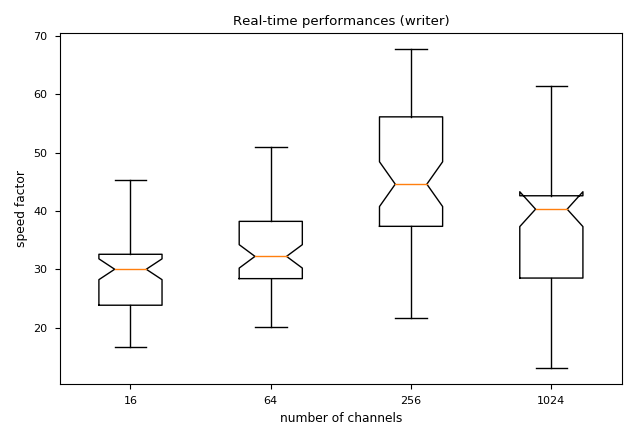 Real-time performances (writer)
70
60
50
40
30
20
speed factor
16 64 256 1024
number of channels